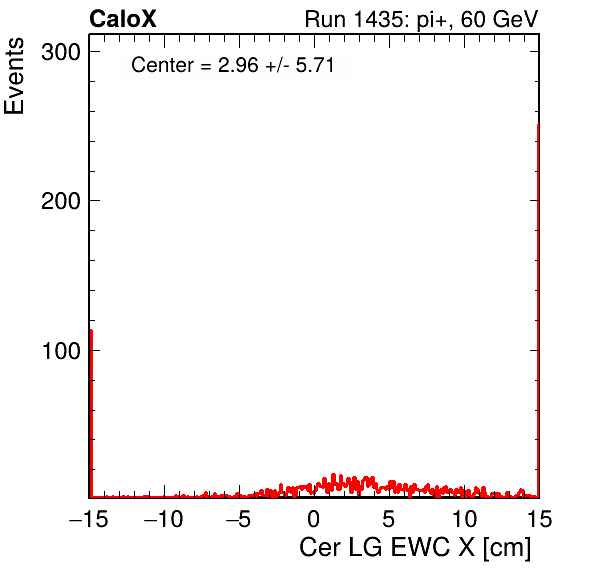 CaloX
Run 1435: pi+, 60 GeV
Events
Center = 2.96 +/- 5.71
300
200
100
−15 −10 −5 0 5 10 15
Cer LG EWC X [cm]